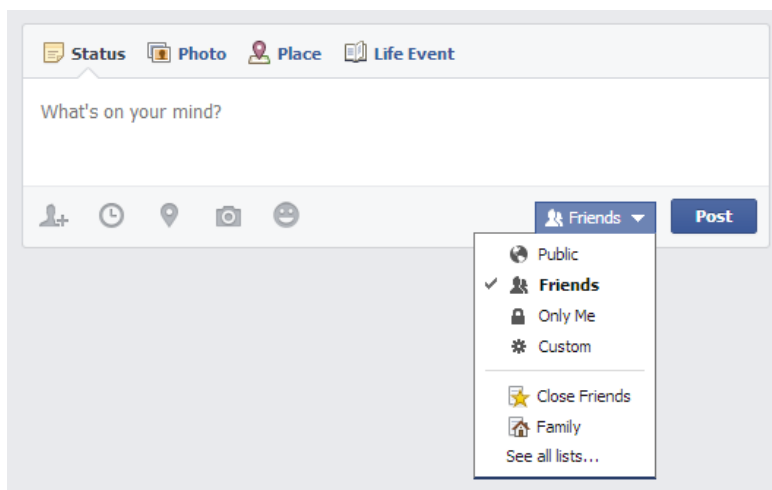 Status Photo Place Life Event
What's on your mind?
Friends Post
Public
Friends
Only Me
Custom
Close Friends
Family
See all lists...